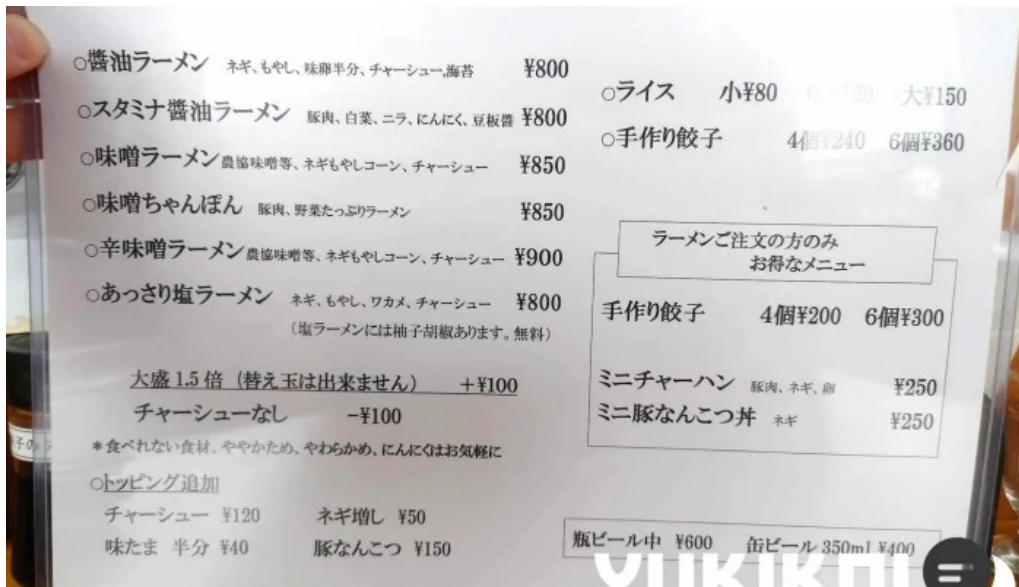 ○醬油ラーメン ネギ、もやし、味卵半分、チャーシュー,海苔 ¥800
○スタミナ醬油ラーメン 豚肉、白菜、ニラ、にんにく、豆板醤 ¥800
○味噌ラーメン 農協味噌等、ネギもやしコーン、チャーシュー ¥850
○味噌ちゃんぽん 豚肉、野菜たっぷりラーメン ¥850
○辛味噌ラーメン 農協味噌等、ネギもやしコーン、チャーシュー ¥900
○あっさり塩ラーメン ネギ、もやし、ワカメ、チャーシュー ¥800
(塩ラーメンには柚子胡椒あります。無料)
大盛 1.5 倍(替え玉は出来ません) +¥100
チャーシューなし -¥100
*食べれない食材、ややかため、やわらかめ、にんにくはお気軽に
○トッピング追加
チャーシュー ¥120 ネギ増し ¥50
味たま 半分 ¥40 豚なんこつ ¥150
○ライス 小¥80 大¥150
○手作り餃子 4個¥240 6個¥360
ラーメンご注文の方のみ
お得なメニュー
手作り餃子 4個¥200 6個¥300
ミニチャーハン 豚肉、ネギ、卵 ¥250
ミニ豚なんこつ丼 ネギ ¥250
瓶ビール中 ¥600 缶ビール 350ml ¥400